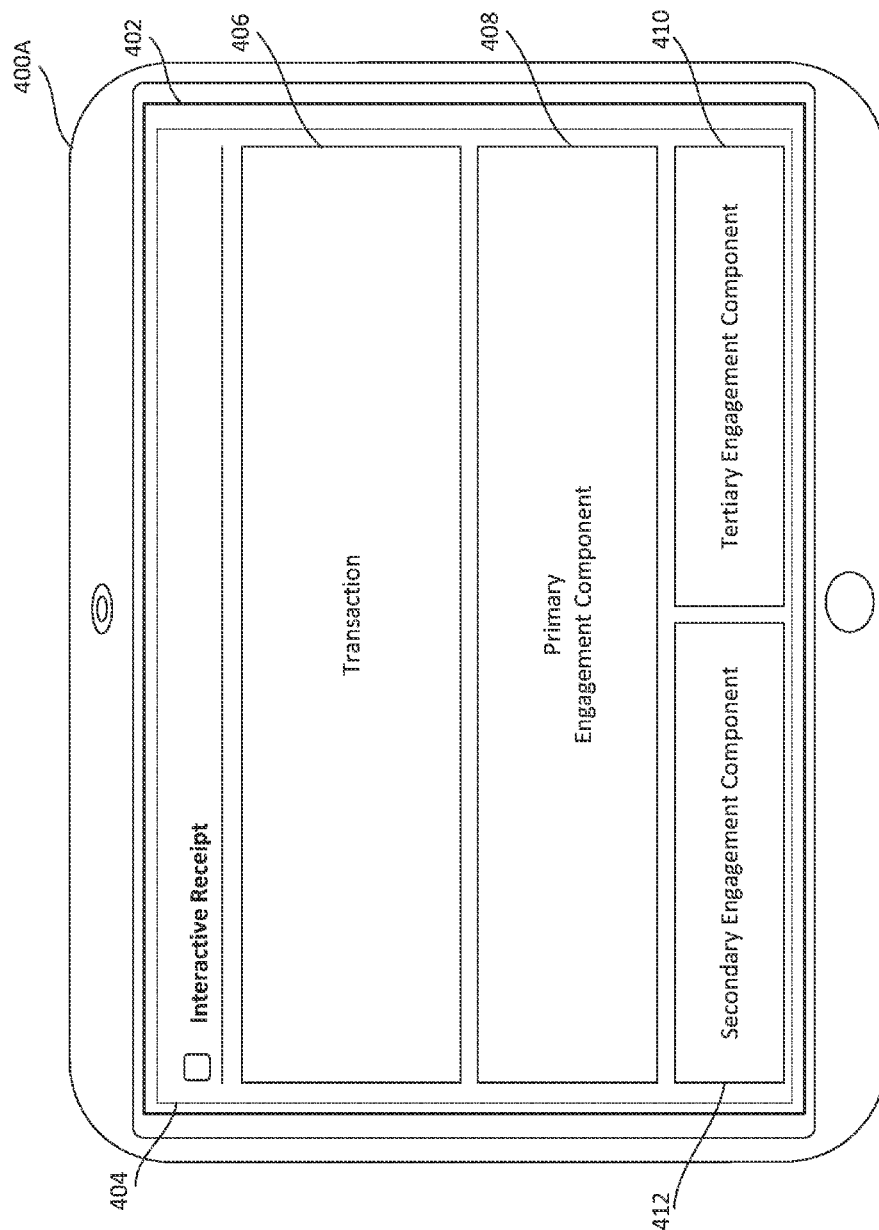 400A
402
404
Interactive Receipt
406
Transaction
408
Primary
Engagement Component
410
412
Secondary Engagement Component
Tertiary Engagement Component